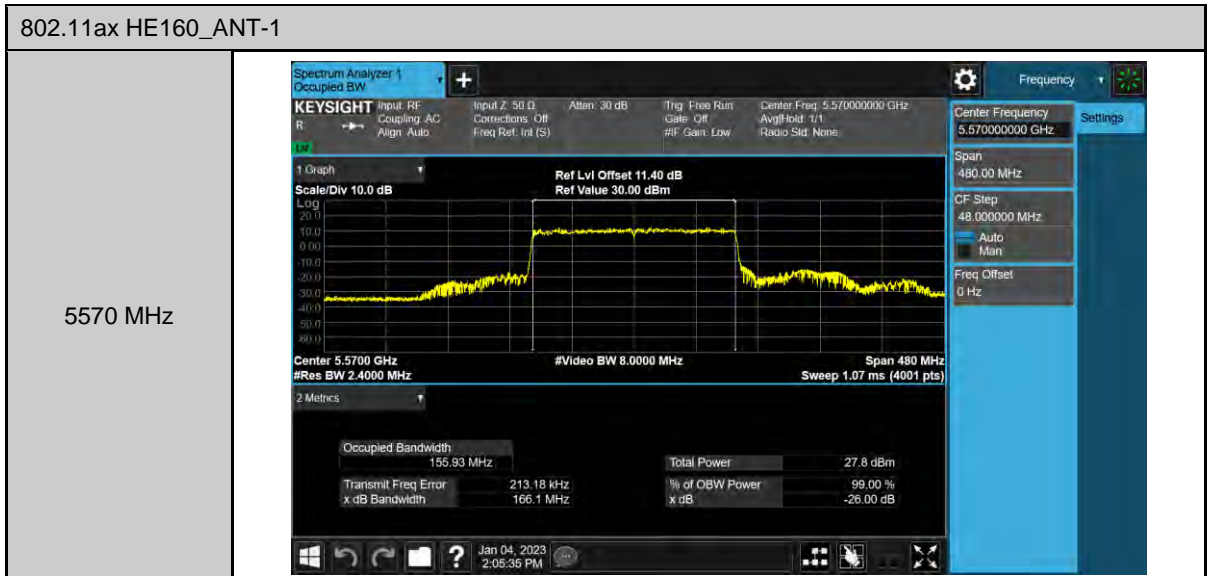 802.11ax HE160_ANT-1
5570 MHz
Spectrum Analyzer 1
Occupied BW
KEYSIGHT Input: RF
R
Coupling: AC
Align: Auto
Input Z: 50 Ω
Corrections: Off
Freq Ref: Int (S)
Atten: 30 dB
Trig: Free Run
Gate: Off
#IF Gain: Low
Center Freq: 5.570000000 GHz
Avg|Hold: 1/1
Radio Std: None
1 Graph
Scale/Div 10.0 dB
Ref Lvl Offset 11.40 dB
Ref Value 30.00 dBm
Log
20.0
10.0
0.00
-10.0
-20.0
-30.0
-40.0
-50.0
-60.0
Center 5.5700 GHz
#Res BW 2.4000 MHz
#Video BW 8.0000 MHz
Span 480 MHz
Sweep 1.07 ms (4001 pts)
2 Metrics
Occupied Bandwidth
155.93 MHz
Transmit Freq Error 213.18 kHz
x dB Bandwidth 166.1 MHz
Total Power 27.8 dBm
% of OBW Power 99.00 %
x dB -26.00 dB
Jan 04, 2023
2:05:35 PM
Frequency
Settings
Center Frequency
5.570000000 GHz
Span
480.00 MHz
CF Step
48.000000 MHz
Auto
Man
Freq Offset
0 Hz